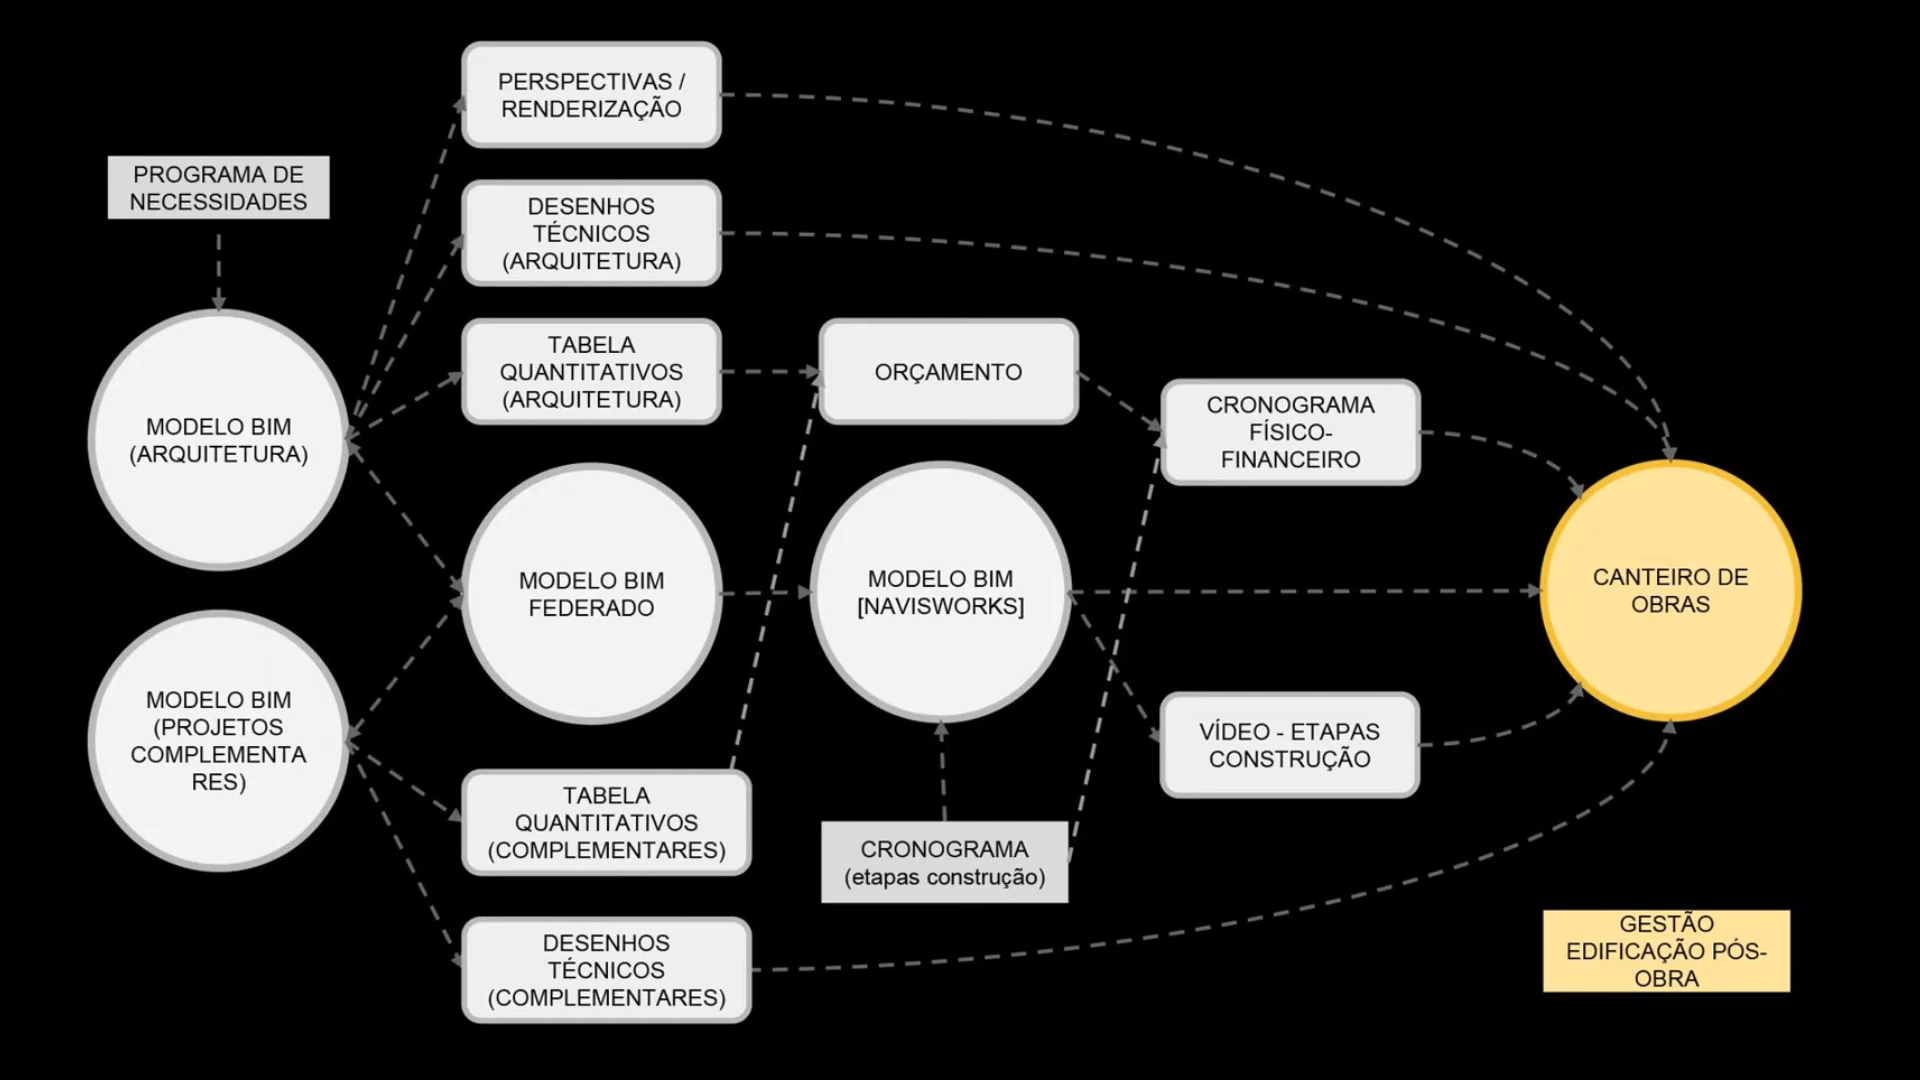 PERSPECTIVAS /
RENDERIZAÇÃO
PROGRAMA DE
NECESSIDADES
DESENHOS
TÉCNICOS
(ARQUITETURA)
TABELA
QUANTITATIVOS
(ARQUITETURA)
ORÇAMENTO
CRONOGRAMA
FÍSICO-
FINANCEIRO
MODELO BIM
(ARQUITETURA)
MODELO BIM
FEDERADO
MODELO BIM
[NAVISWORKS]
CANTEIRO DE
OBRAS
MODELO BIM
(PROJETOS
COMPLEMENTA
RES)
VÍDEO - ETAPAS
CONSTRUÇÃO
TABELA
QUANTITATIVOS
(COMPLEMENTARES)
CRONOGRAMA
(etapas construção)
DESENHOS
TÉCNICOS
(COMPLEMENTARES)
GESTÃO
EDIFICAÇÃO PÓS-
OBRA